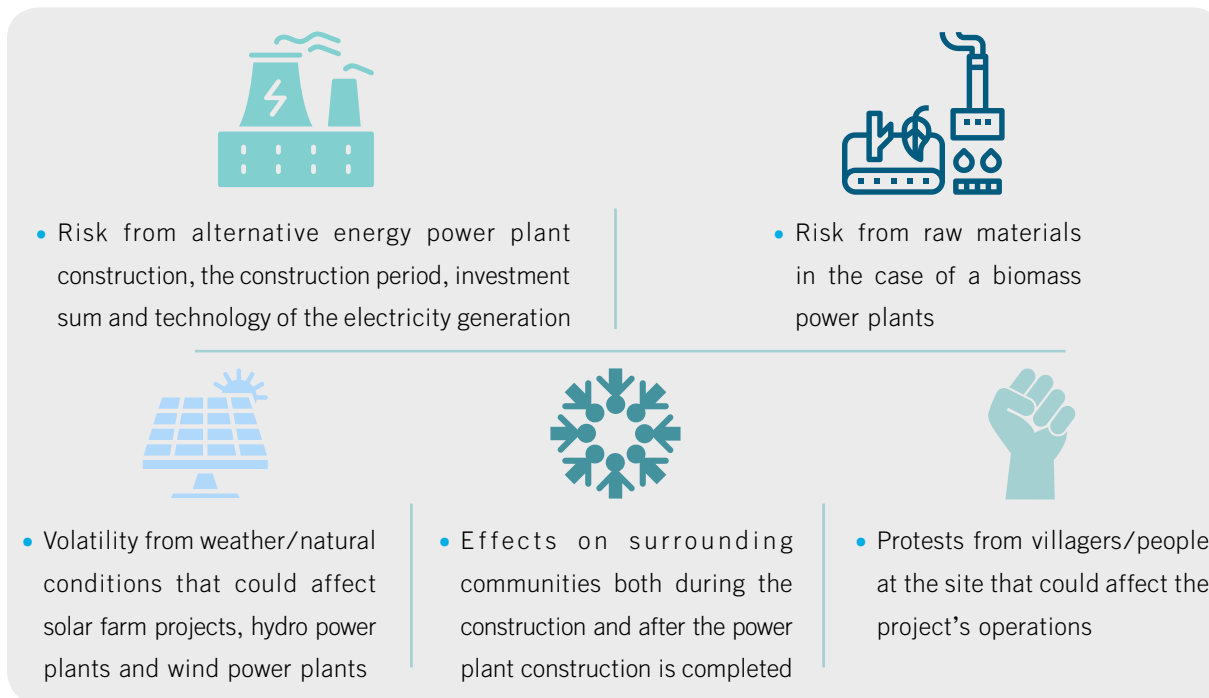 • Risk from alternative energy power plant
construction, the construction period, investment
sum and technology of the electricity generation
• Risk from raw materials
in the case of a biomass
power plants
• Volatility from weather/natural
conditions that could affect
solar farm projects, hydro power
plants and wind power plants
• Effects on surrounding
communities both during the
construction and after the power
plant construction is completed
• Protests from villagers/people
at the site that could affect the
project's operations